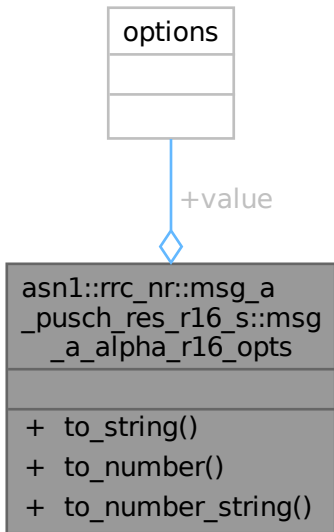 options
+value
asn1::rrc_nr::msg_a
_pusch_res_r16_s::msg
_a_alpha_r16_opts
+ to_string()
+ to_number()
+ to_number_string()